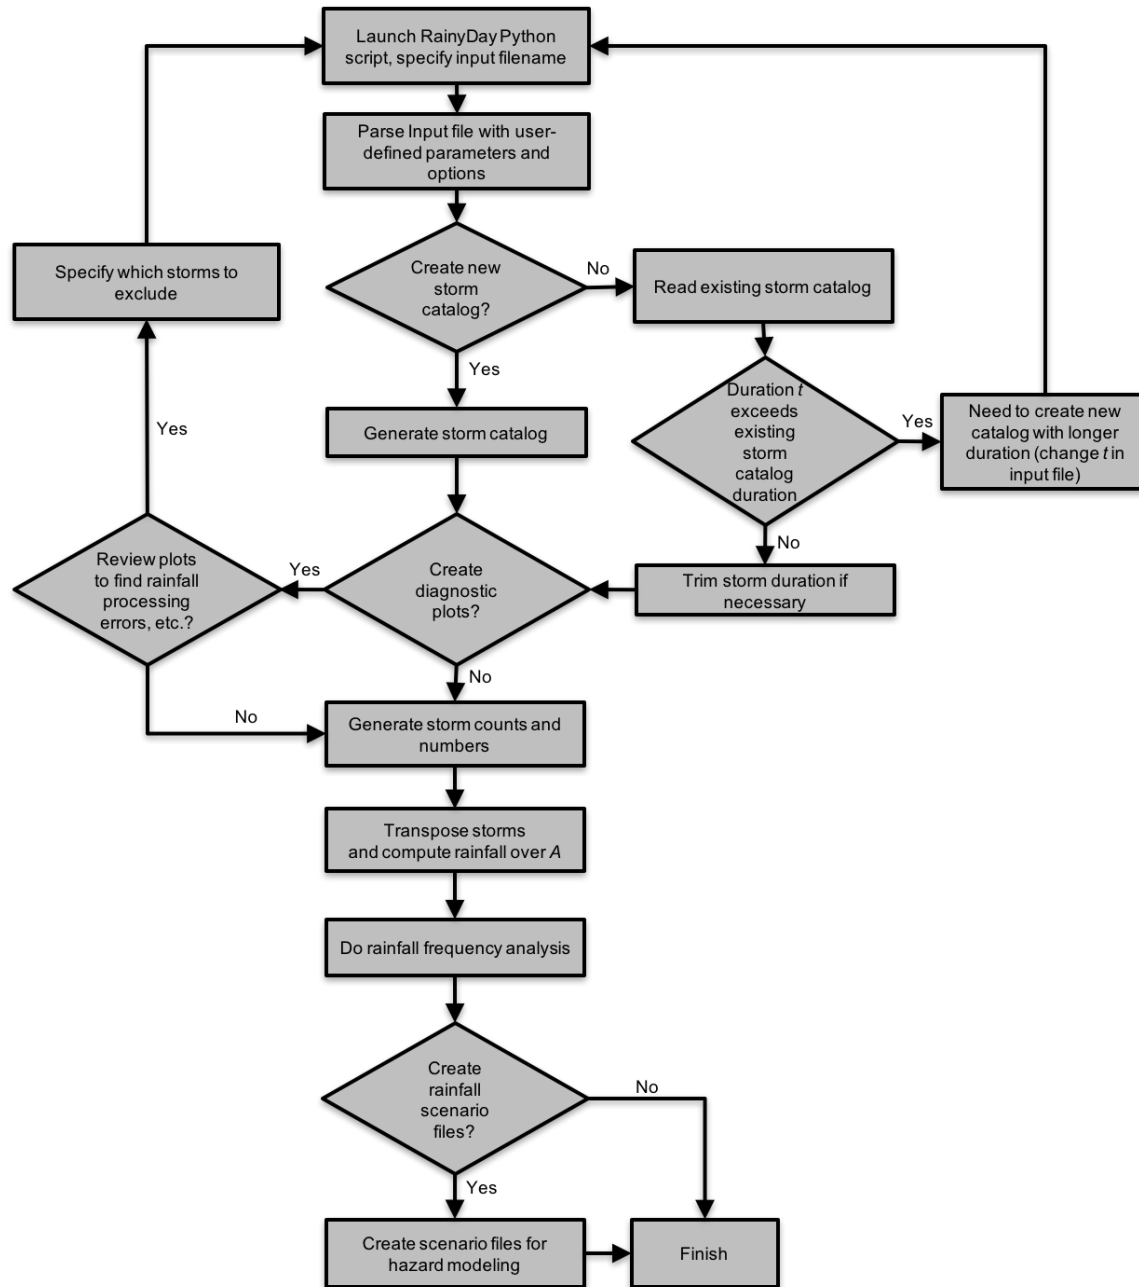 Launch RainyDay Python
script, specify input filename
Parse Input file with user-
defined parameters and
options
Specify which storms to
exclude
Create new
storm
catalog?
No
Read existing storm catalog
Yes
Duration t
exceeds
existing
storm
catalog
duration
Yes
Need to create new
catalog with longer
duration (change t in
input file)
Generate storm catalog
Yes
No
Review plots
to find rainfall
processing
errors, etc.?
Yes
Create
diagnostic
plots?
Trim storm duration if
necessary
No
No
Generate storm counts and
numbers
Transpose storms
and compute rainfall over A
Do rainfall frequency analysis
Create
rainfall
scenario
files?
No
Yes
Create scenario files for
hazard modeling
Finish